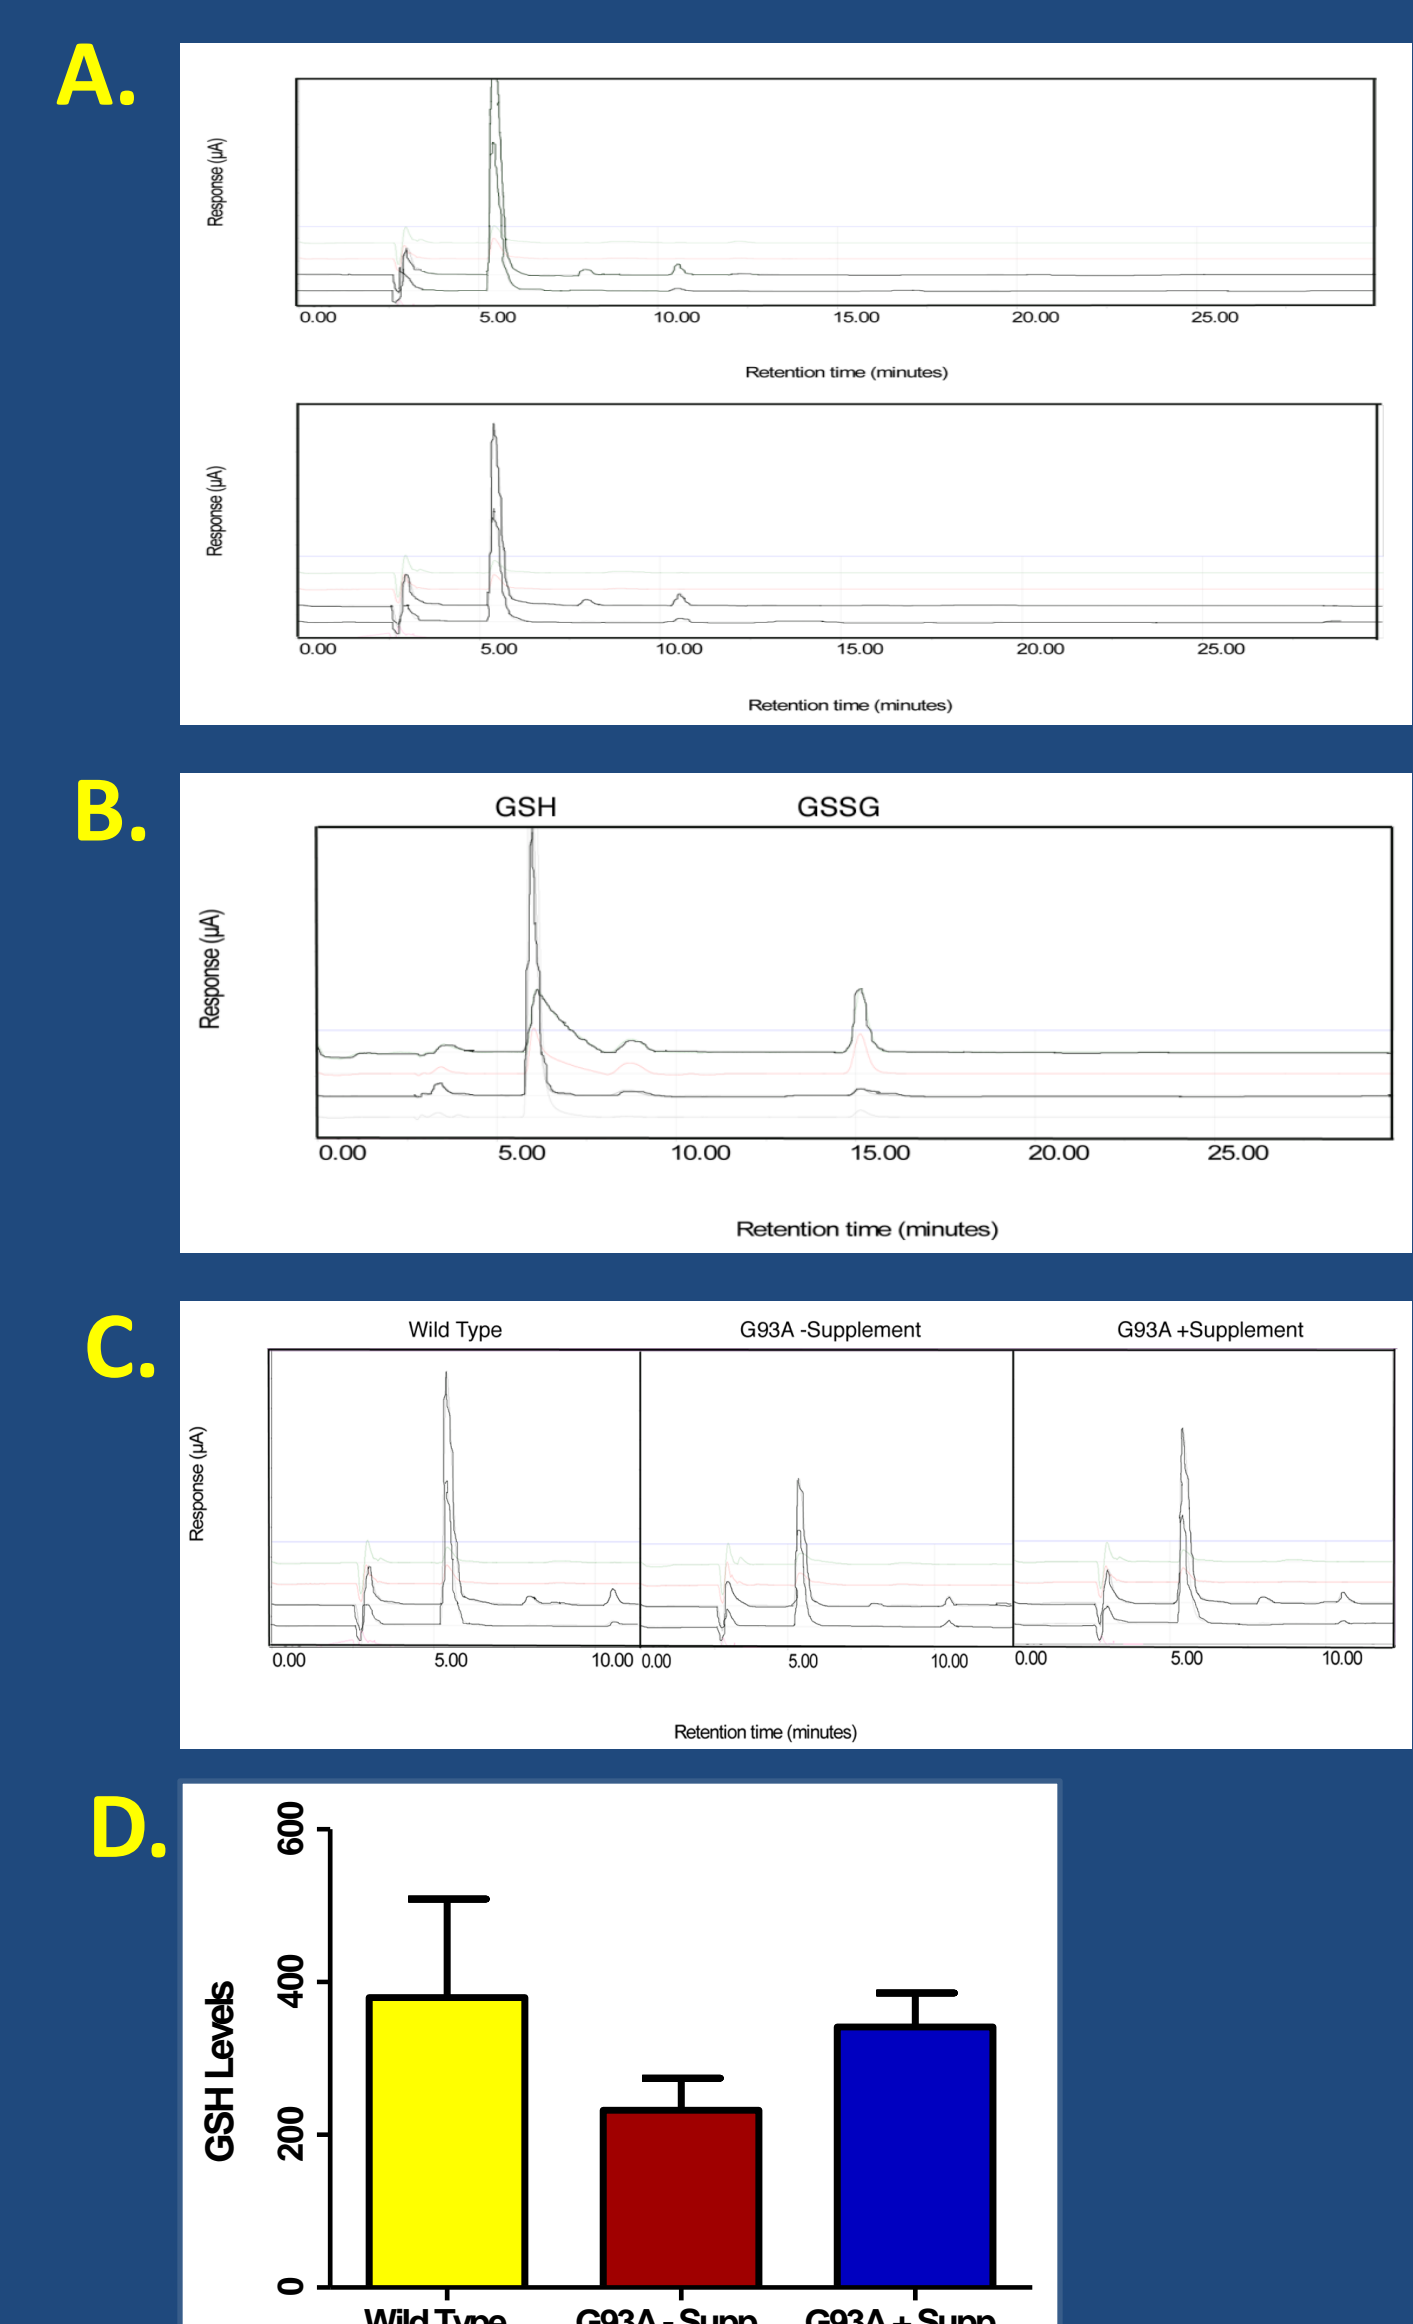 A.
Response (µA)
0.00 5.00 10.00 15.00 20.00 25.00
Retention time (minutes)
Response (µA)
0.00 5.00 10.00 15.00 20.00 25.00
Retention time (minutes)
B.
GSH GSSG
Response (µA)
0.00 5.00 10.00 15.00 20.00 25.00
Retention time (minutes)
C.
Wild Type G93A -Supplement G93A +Supplement
Response (µA)
0.00 5.00 10.00 0.00 5.00 10.00 0.00 5.00 10.00
Retention time (minutes)
D.
600
400
200
0
GSH Levels
Wild Type G93A - Supp G93A + Supp